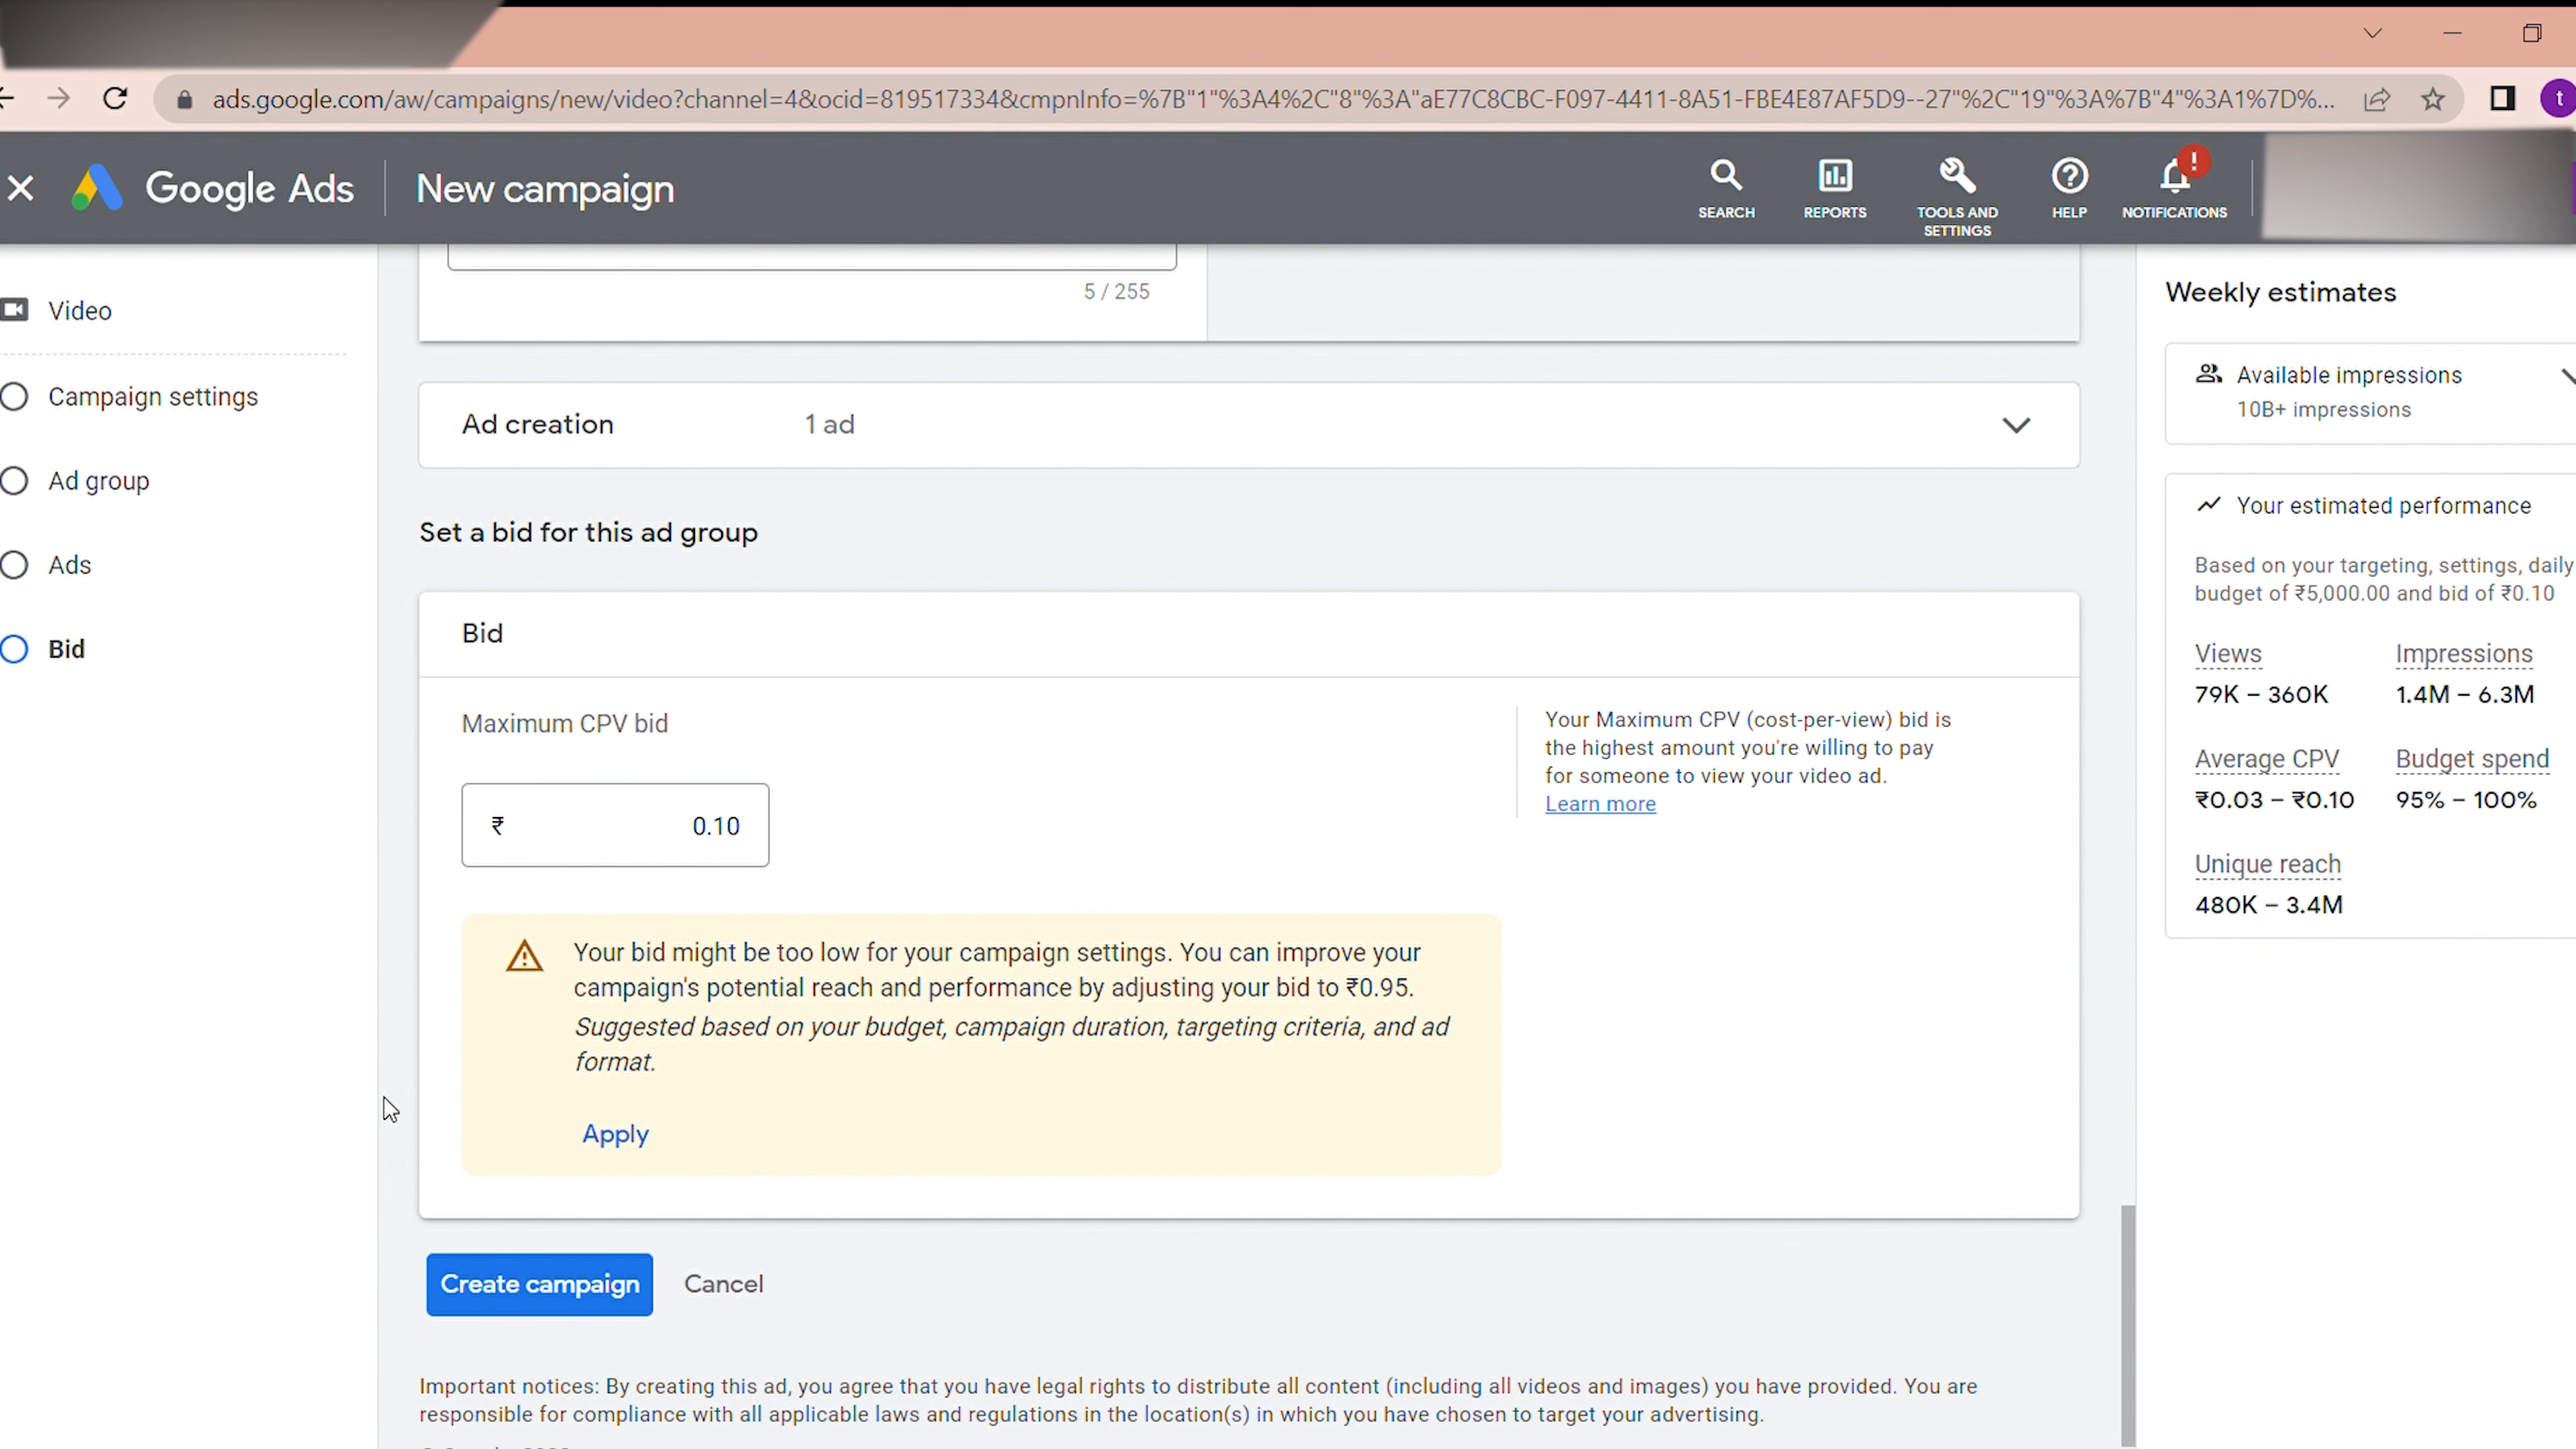 ads.google.com/aw/campaigns/new/video?channel=4&ocid=819517334&cmpnInfo=%7B"1"%3A4%2C"8"%3A"aE77C8CBC-F097-4411-8A51-FBE4E87AF5D9--27"%2C"19"%3A%7B"4"%3A1%7D%...
t
Google Ads
New campaign
SEARCH
REPORTS
TOOLS AND
SETTINGS
HELP
NOTIFICATIONS
Video
Campaign settings
Ad group
Ads
Bid
5 / 255
Ad creation
1 ad
Set a bid for this ad group
Bid
Maximum CPV bid
₹ 0.10
Your Maximum CPV (cost-per-view) bid is
the highest amount you're willing to pay
for someone to view your video ad.
Learn more
Your bid might be too low for your campaign settings. You can improve your
campaign's potential reach and performance by adjusting your bid to ₹0.95.
Suggested based on your budget, campaign duration, targeting criteria, and ad
format.
Apply
Create campaign
Cancel
Important notices: By creating this ad, you agree that you have legal rights to distribute all content (including all videos and images) you have provided. You are
responsible for compliance with all applicable laws and regulations in the location(s) in which you have chosen to target your advertising.
Weekly estimates
Available impressions
10B+ impressions
Your estimated performance
Based on your targeting, settings, daily
budget of ₹5,000.00 and bid of ₹0.10
Views
Impressions
79K – 360K
1.4M – 6.3M
Average CPV
Budget spend
₹0.03 – ₹0.10
95% – 100%
Unique reach
480K – 3.4M